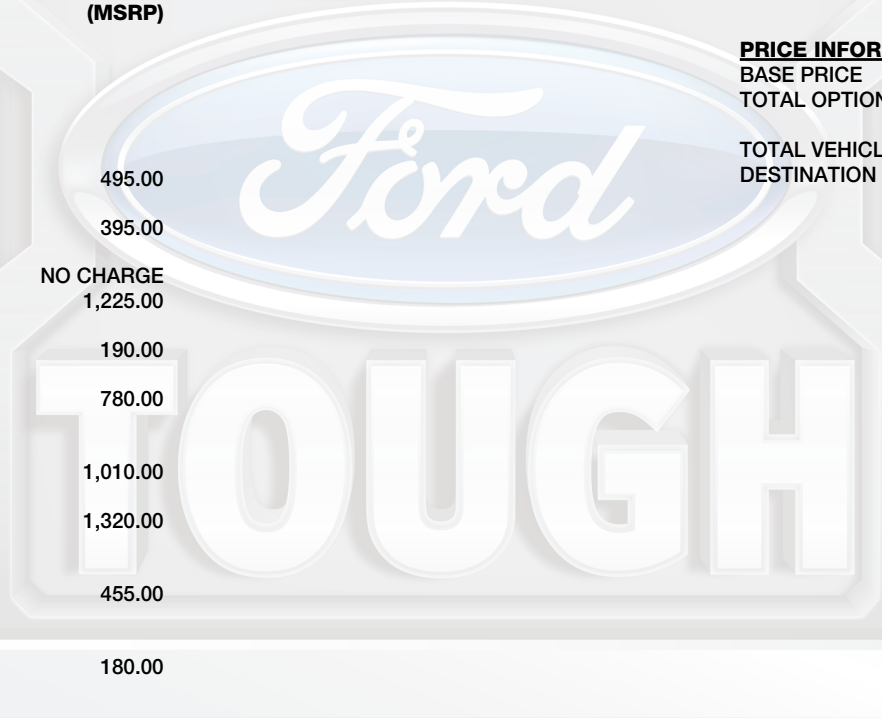 (MSRP)
495.00
395.00
NO CHARGE
1,225.00
190.00
780.00
1,010.00
1,320.00
455.00
180.00
PRICE INFOR
BASE PRICE
TOTAL OPTION
TOTAL VEHICL
DESTINATION
Ford
TOUGH